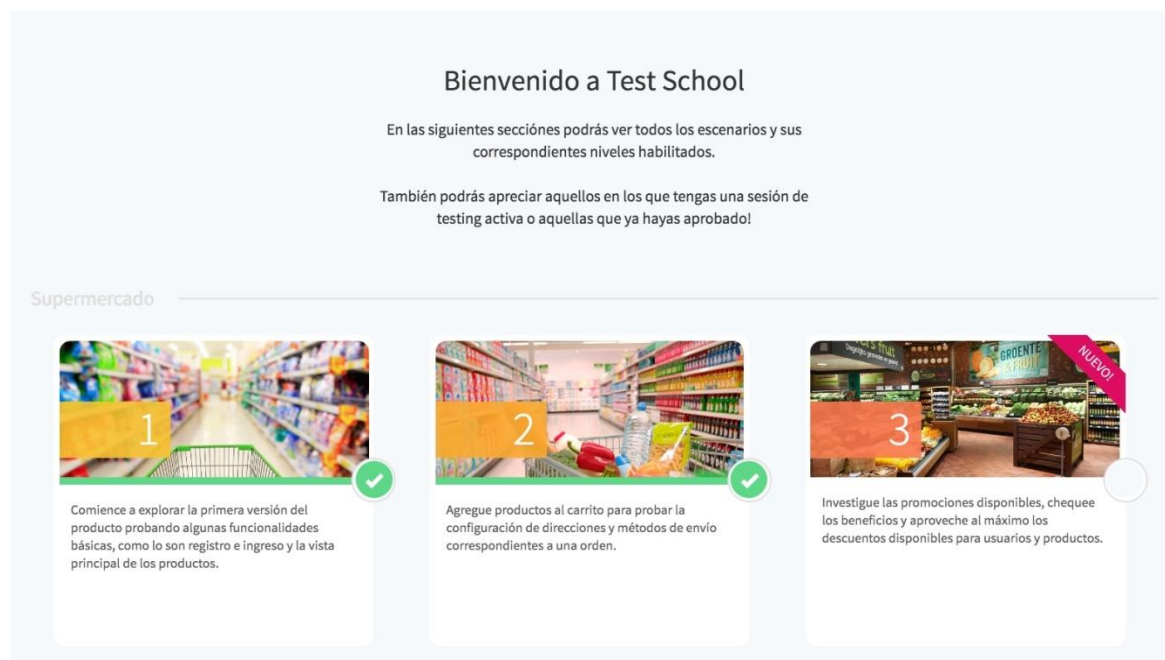 Bienvenido a Test School
En las siguientes secciónes podrás ver todos los escenarios y sus
correspondientes niveles habilitados.
También podrás apreciar aquellos en los que tengas una sesión de
testing activa o aquellas que ya hayas aprobado!
Supermercado
1
Comience a explorar la primera versión del
producto probando algunas funcionalidades
básicas, como lo son registro e ingreso y la vista
principal de los productos.
2
Agregue productos al carrito para probar la
configuración de direcciones y métodos de envío
correspondientes a una orden.
GROENTE
& FRUIT
NUEVO!
3
Investigue las promociones disponibles, chequee
los beneficios y aproveche al máximo los
descuentos disponibles para usuarios y productos.